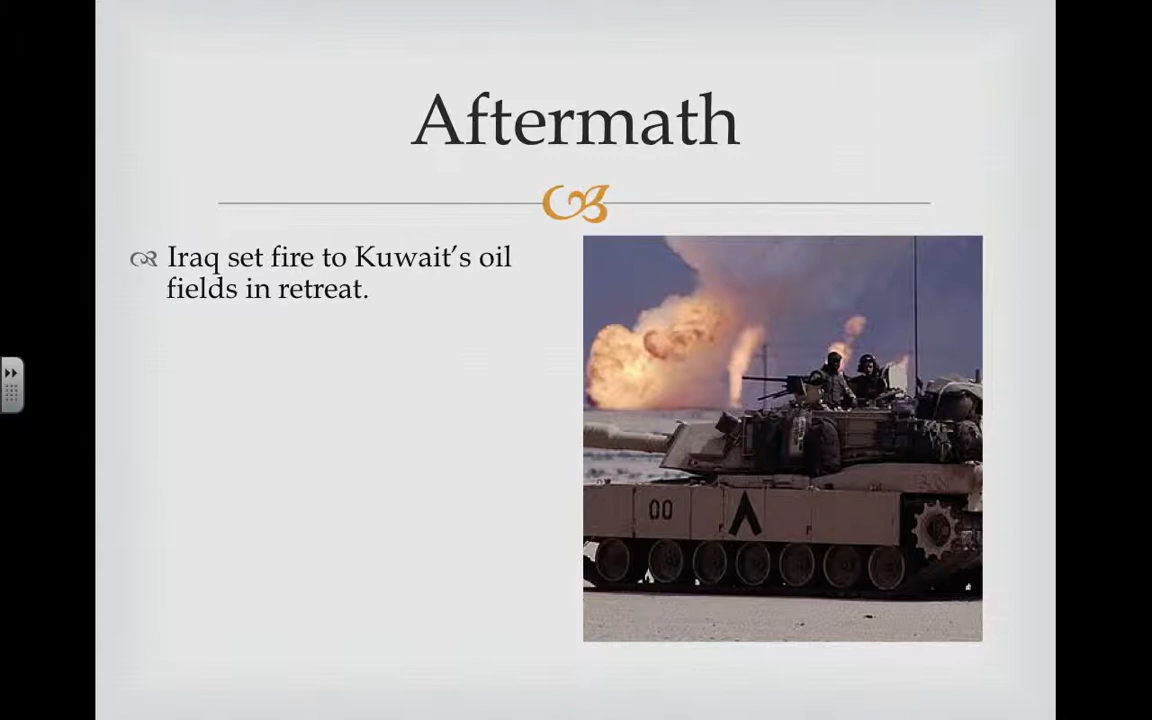 Aftermath
Iraq set fire to Kuwait’s oil
fields in retreat.
00